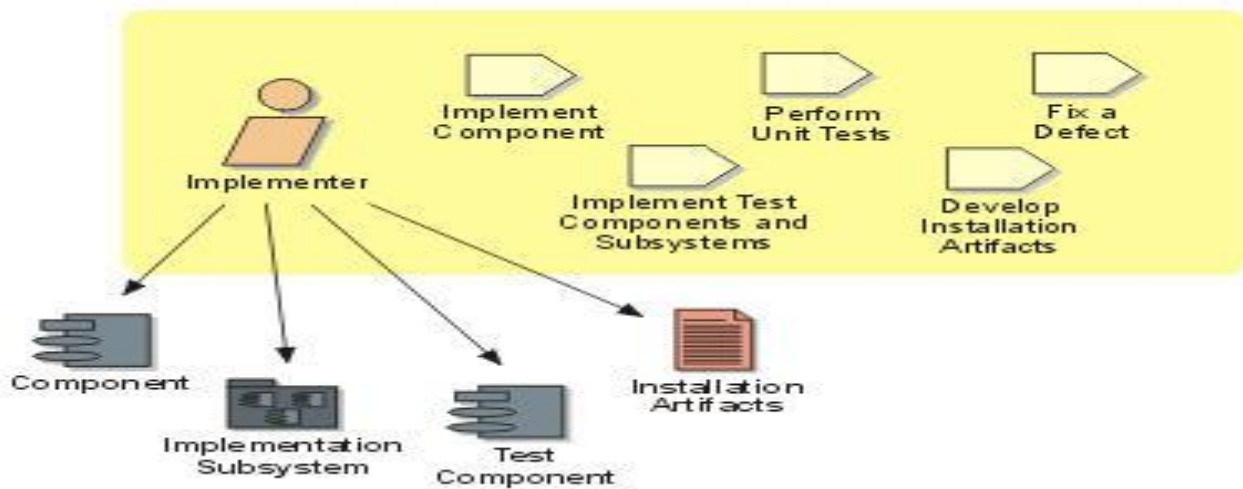 Implementer
Implement
Component
Perform
Unit Tests
Fix a
Defect
Implement Test
Components and
Subsystems
Develop
Installation
Artifacts
Component
Implementation
Subsystem
Test
Component
Installation
Artifacts